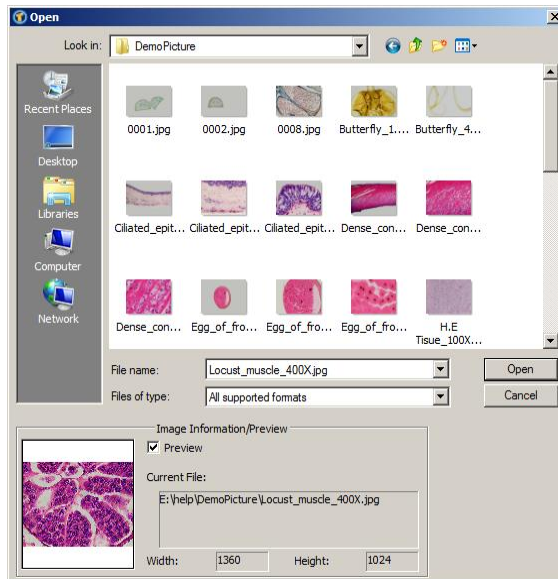 Open
Look in:
DemoPicture
Recent Places
Desktop
Libraries
Computer
Network
0001.jpg
0002.jpg
0008.jpg
Butterfly_1....
Butterfly_4...
Ciliated_epit...
Ciliated_epit...
Ciliated_epit...
Dense_con...
Dense_con...
Dense_con...
Egg_of_fro...
Egg_of_fro...
Egg_of_fro...
H.E
Tisue_100X...
File name:
Locust_muscle_400X.jpg
Open
Files of type:
All supported formats
Cancel
Image Information/Preview
Preview
Current File:
E:\help\DemoPicture\Locust_muscle_400X.jpg
Width:
1360
Height:
1024